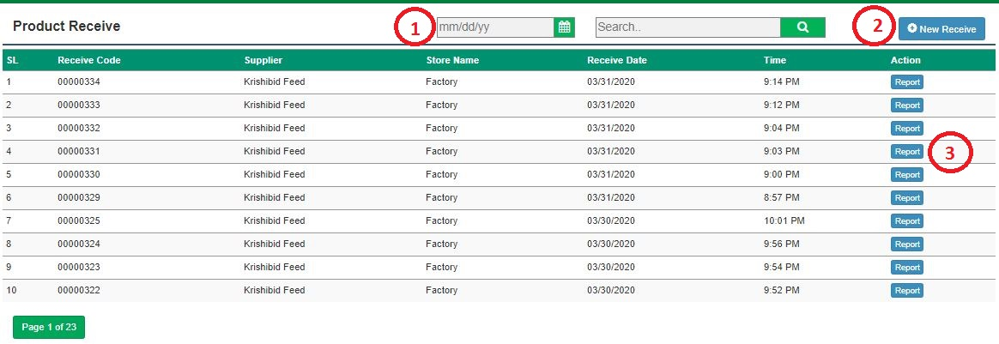 Product Receive 1 mm/dd/yy Search.. 2 New Receive
SL Receive Code Supplier Store Name Receive Date Time Action
1 00000334 Krishibid Feed Factory 03/31/2020 9:14 PM Report
2 00000333 Krishibid Feed Factory 03/31/2020 9:12 PM Report
3 00000332 Krishibid Feed Factory 03/31/2020 9:04 PM Report
4 00000331 Krishibid Feed Factory 03/31/2020 9:03 PM Report 3
5 00000330 Krishibid Feed Factory 03/31/2020 9:00 PM Report
6 00000329 Krishibid Feed Factory 03/31/2020 8:57 PM Report
7 00000325 Krishibid Feed Factory 03/30/2020 10:01 PM Report
8 00000324 Krishibid Feed Factory 03/30/2020 9:56 PM Report
9 00000323 Krishibid Feed Factory 03/30/2020 9:54 PM Report
10 00000322 Krishibid Feed Factory 03/30/2020 9:52 PM Report
Page 1 of 23